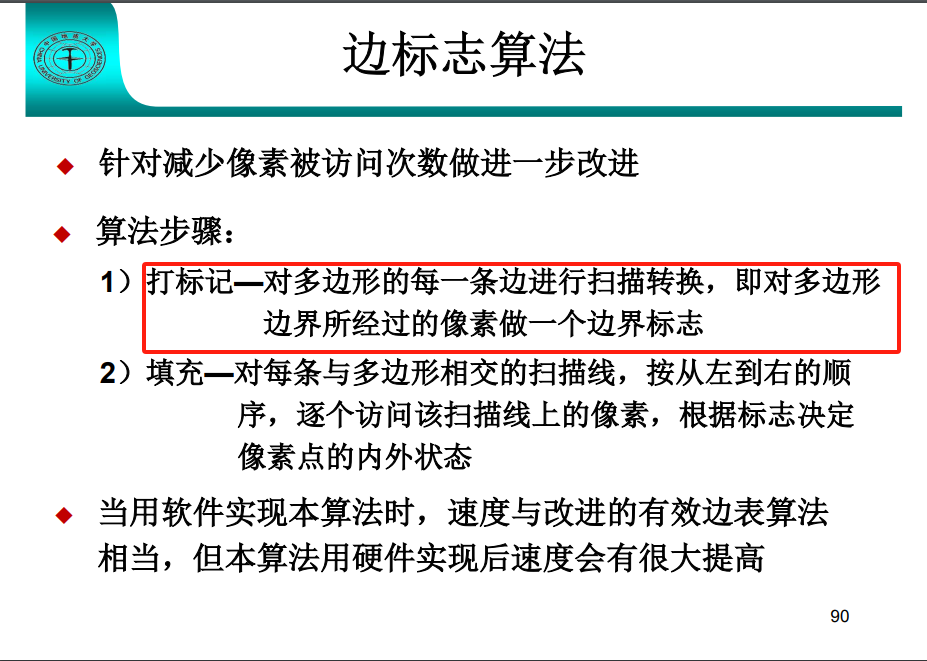 边标志算法
针对减少像素被访问次数做进一步改进
算法步骤：
1）打标记—对多边形的每一条边进行扫描转换，即对多边形
边界所经过的像素做一个边界标志
2）填充—对每条与多边形相交的扫描线，按从左到右的顺
序，逐个访问该扫描线上的像素，根据标志决定
像素点的内外状态
当用软件实现本算法时，速度与改进的有效边表算法
相当，但本算法用硬件实现后速度会有很大提高
90